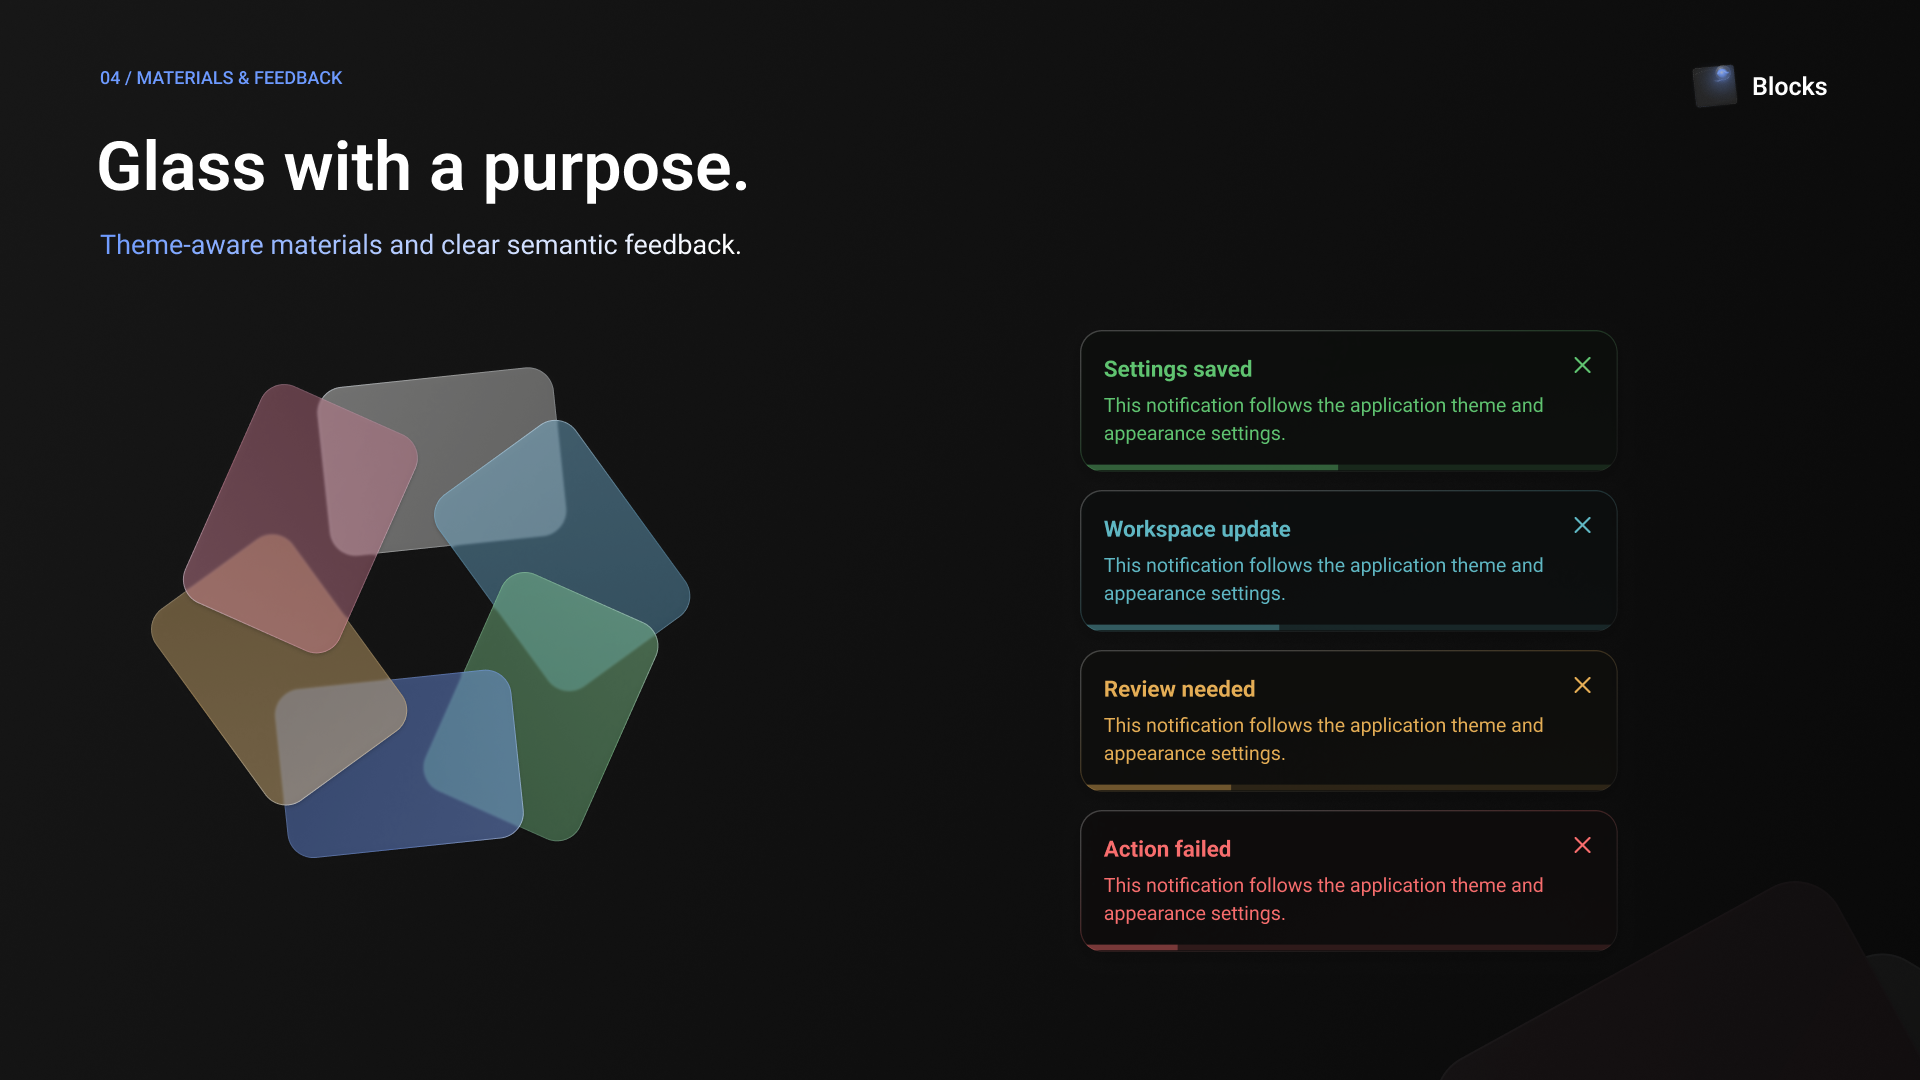 04 / MATERIALS & FEEDBACK
Blocks
Glass with a purpose.
Theme-aware materials and clear semantic feedback.
Settings saved
This notification follows the application theme and
appearance settings.
Workspace update
This notification follows the application theme and
appearance settings.
Review needed
This notification follows the application theme and
appearance settings.
Action failed
This notification follows the application theme and
appearance settings.